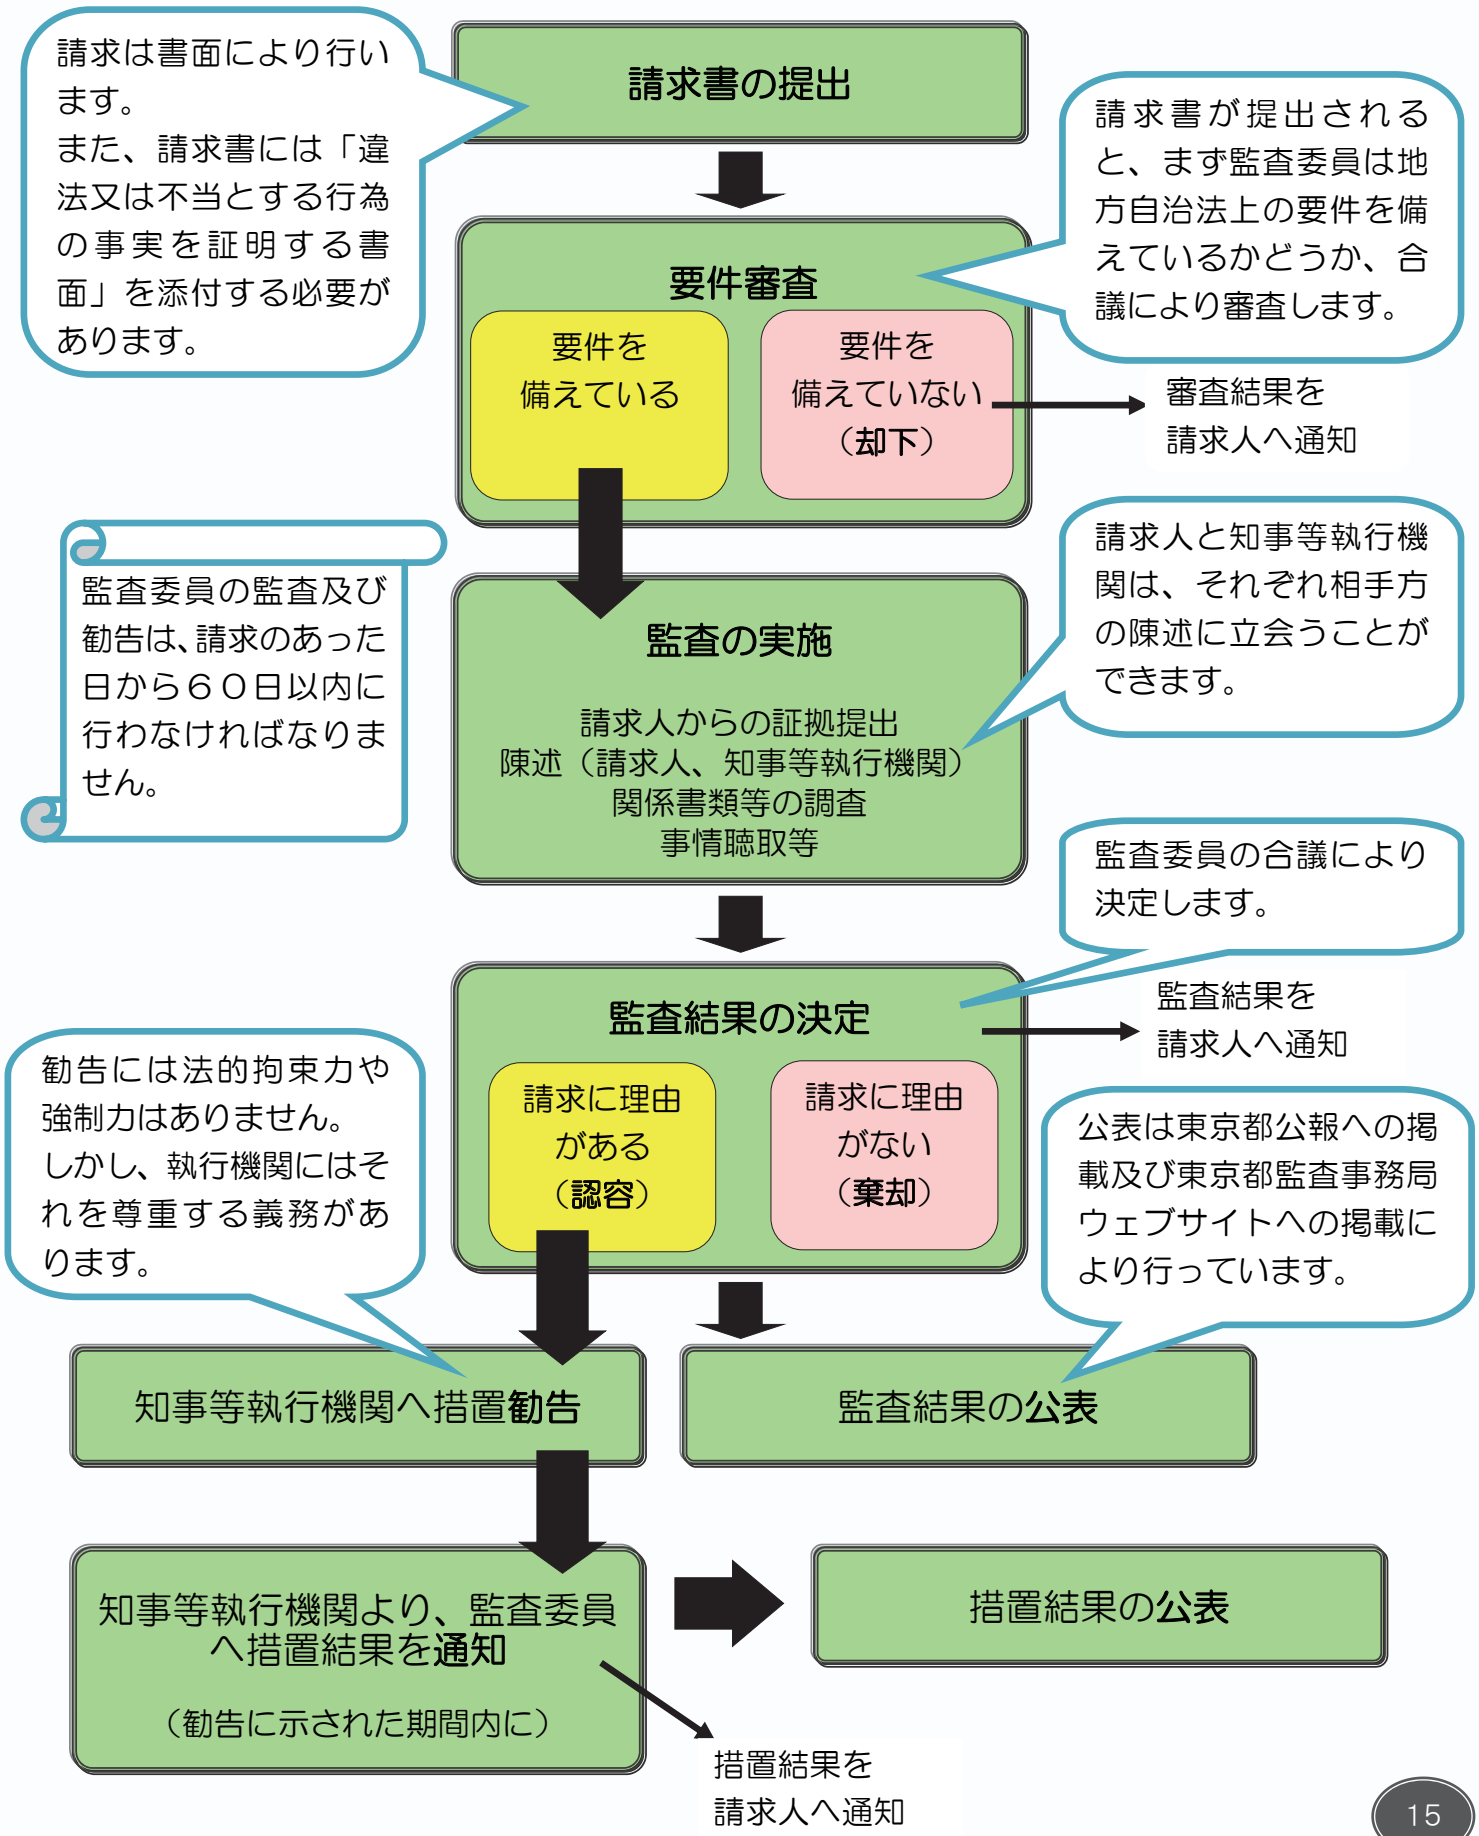 請求は書面により行い
ます。
また、請求書には「違
法又は不当とする行為
の事実を証明する書
面」を添付する必要が
あります。
請求書の提出
請求書が提出される
と、まず監査委員は地
方自治法上の要件を備
えているかどうか、合
議により審査します。
要件審査
要件を
備えている
要件を
備えていない
（却下）
審査結果を
請求人へ通知
監査委員の監査及び
勧告は、請求のあった
日から６０日以内に
行わなければなりま
せん。
監査の実施
請求人からの証拠提出
陳述（請求人、知事等執行機関）
関係書類等の調査
事情聴取等
請求人と知事等執行機
関は、それぞれ相手方
の陳述に立会うことが
できます。
監査委員の合議により
決定します。
監査結果の決定
監査結果を
請求人へ通知
請求に理由
がある
（認容）
請求に理由
がない
（棄却）
勧告には法的拘束力や
強制力はありません。
しかし、執行機関にはそ
れを尊重する義務があ
ります。
公表は東京都公報への掲
載及び東京都監査事務局
ウェブサイトへの掲載に
より行っています。
知事等執行機関へ措置勧告
監査結果の公表
知事等執行機関より、監査委員
へ措置結果を通知
（勧告に示された期間内に）
措置結果の公表
措置結果を
請求人へ通知
15